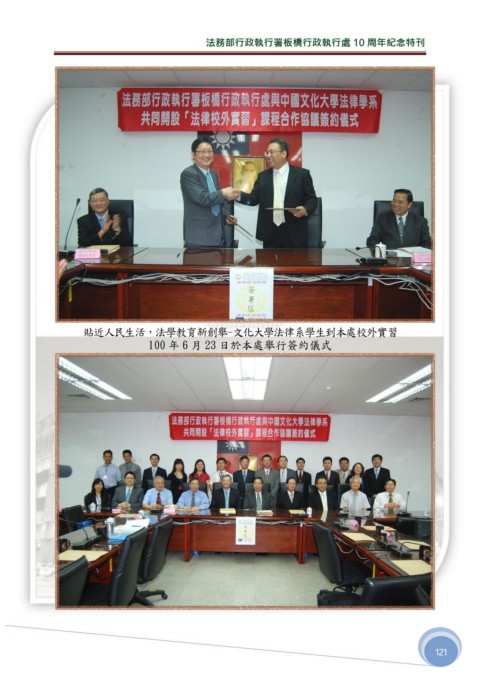 法務部行政執行署板橋行政執行處 10 周年紀念特刊
法務部行政執行署板橋行政執行處與中國文化大學法律學系
共同開設「法律校外實習」課程合作協議簽約儀式
簽署區
貼近人民生活，法學教育新創舉-文化大學法律系學生到本處校外實習
100 年 6 月 23 日於本處舉行簽約儀式
法務部行政執行署板橋行政執行處與中國文化大學法律學系
共同開設「法律校外實習」課程合作協議簽約儀式
121